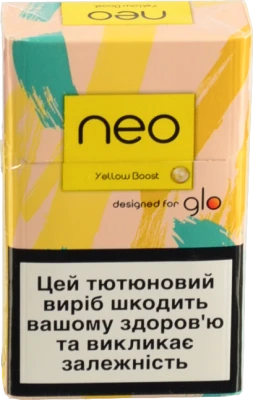 neo
Yellow Boost
designed for glo
Цей тютюновий
виріб шкодить
вашому здоров'ю
та викликає
залежність